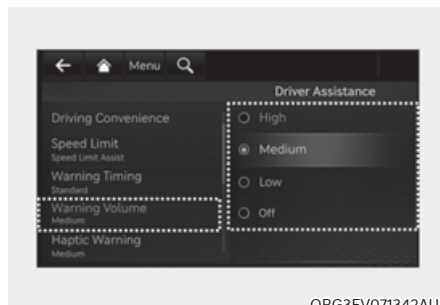 Menu
Driver Assistance
Driving Convenience
Speed Limit
Speed Limit Assist
Warning Timing
Standard
Warning Volume
Medium
Haptic Warning
Medium
High
Medium
Low
Off